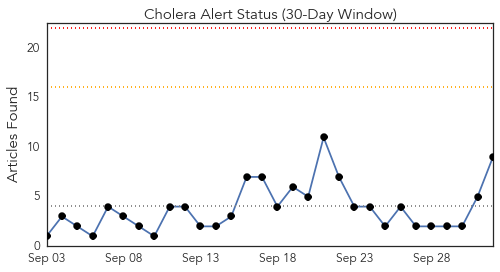 Cholera Alert Status (30-Day Window)
Articles Found
20
15
10
5
0
Sep 03 Sep 08 Sep 13 Sep 18 Sep 23 Sep 28